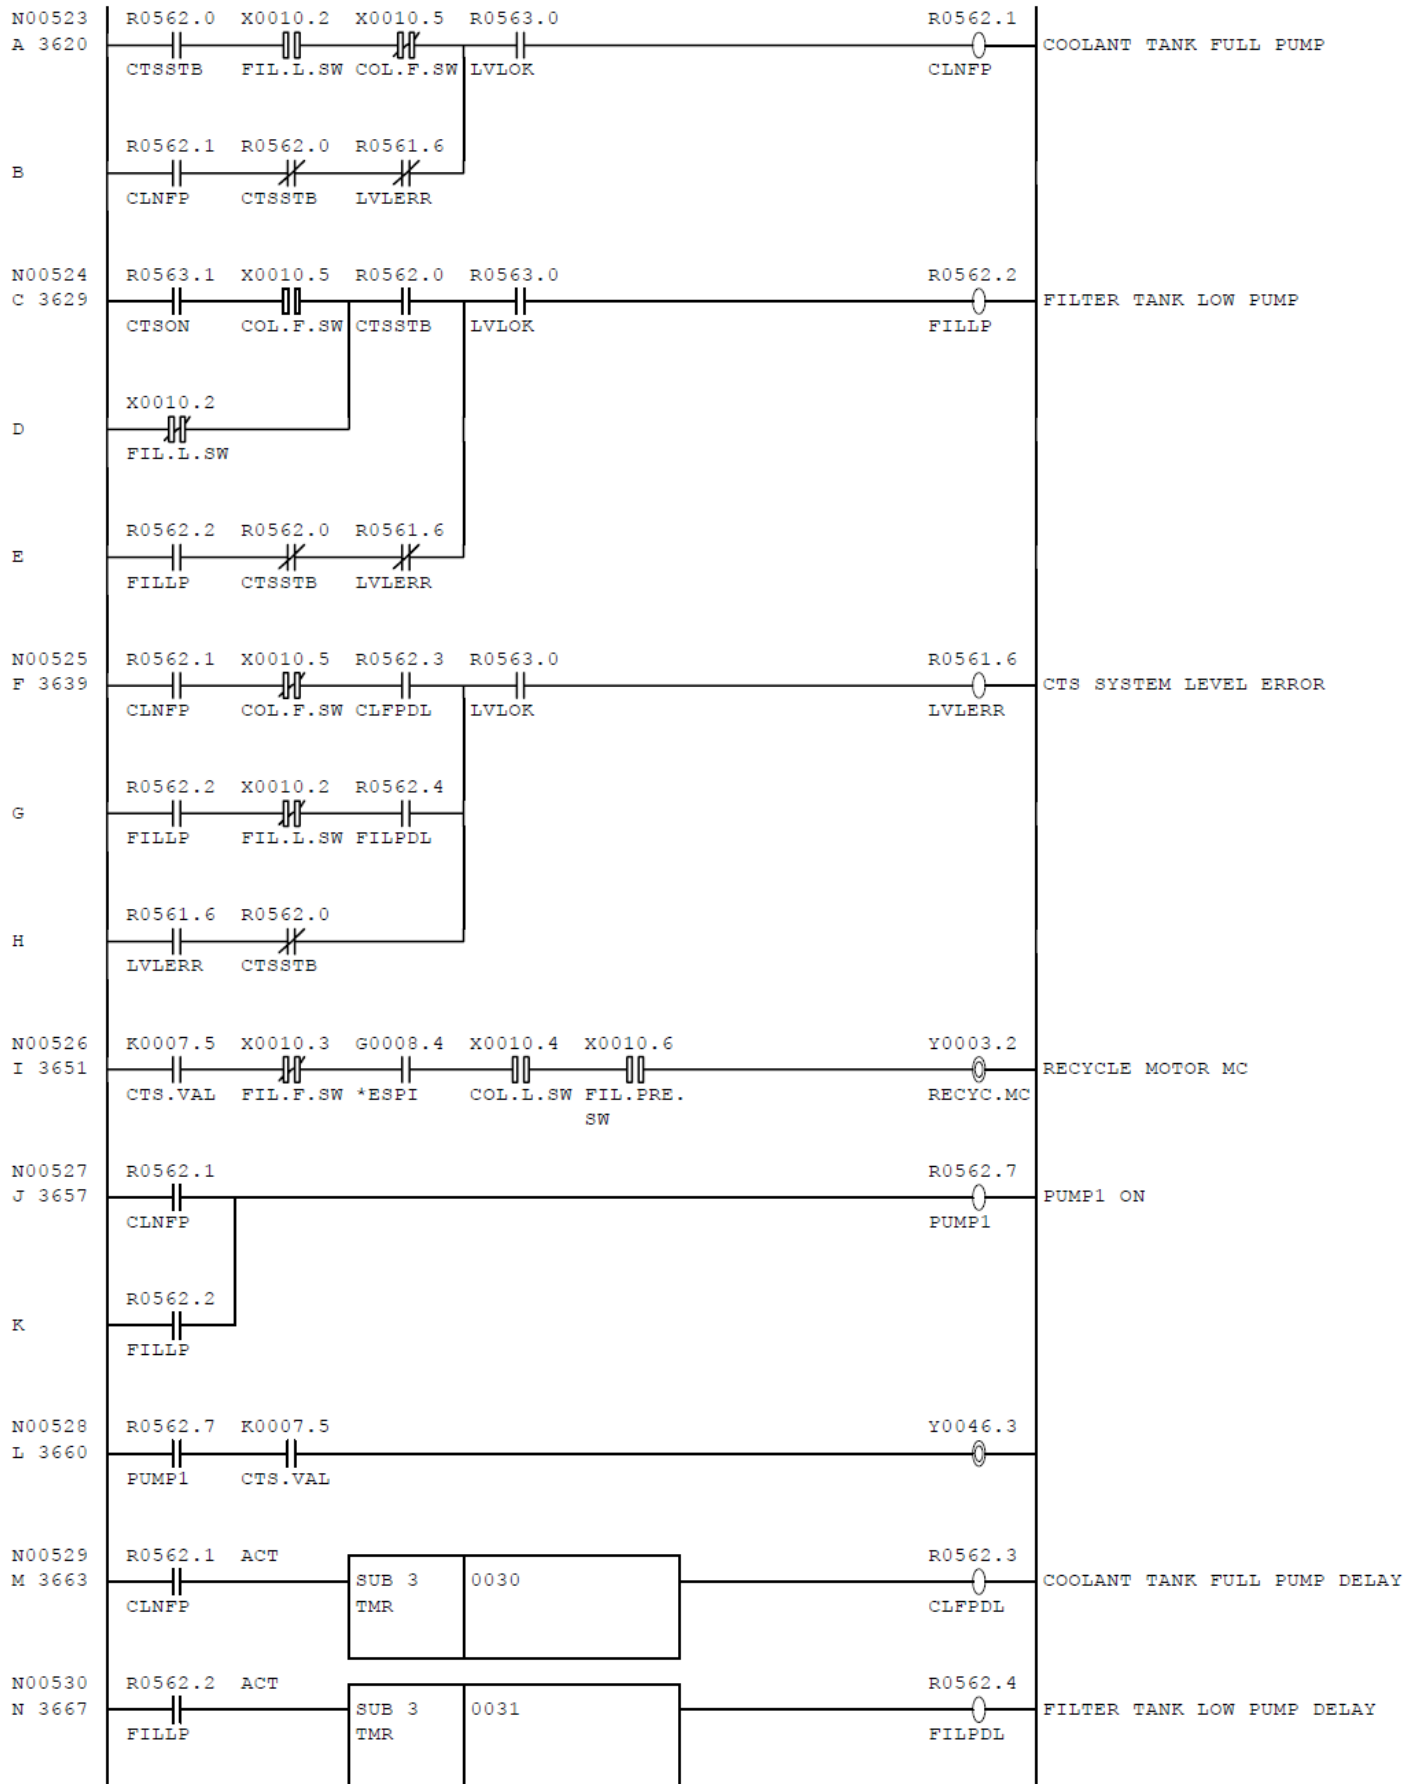 N00523 R0562.0 X0010.2 X0010.5 R0563.0 R0562.1
A 3620 COOLANT TANK FULL PUMP
CTSSTB FIL.L.SW COL.F.SW LVLOK CLNFP
R0562.1 R0562.0 R0561.6
B
CLNFP CTSSTB LVLERR
N00524 R0563.1 X0010.5 R0562.0 R0563.0 R0562.2
C 3629 FILTER TANK LOW PUMP
CTSON COL.F.SW CTSSTB LVLOK FILLP
X0010.2
D
FIL.L.SW
R0562.2 R0562.0 R0561.6
E
FILLP CTSSTB LVLERR
N00525 R0562.1 X0010.5 R0562.3 R0563.0 R0561.6
F 3639 CTS SYSTEM LEVEL ERROR
CLNFP COL.F.SW CLFPDL LVLOK LVLERR
R0562.2 X0010.2 R0562.4
G
FILLP FIL.L.SW FILPDL
R0561.6 R0562.0
H
LVLERR CTSSTB
N00526 K0007.5 X0010.3 G0008.4 X0010.4 X0010.6 Y0003.2
I 3651 RECYCLE MOTOR MC
CTS.VAL FIL.F.SW *ESPI COL.L.SW FIL.PRE. RECYC.MC
SW
N00527 R0562.1 R0562.7
J 3657 PUMP1 ON
CLNFP PUMP1
R0562.2
K
FILLP
N00528 R0562.7 K0007.5 Y0046.3
L 3660
PUMP1 CTS.VAL
N00529 R0562.1 ACT R0562.3
M 3663 SUB 3 0030 COOLANT TANK FULL PUMP DELAY
CLNFP TMR CLFPDL
N00530 R0562.2 ACT R0562.4
N 3667 SUB 3 0031 FILTER TANK LOW PUMP DELAY
FILLP TMR FILPDL